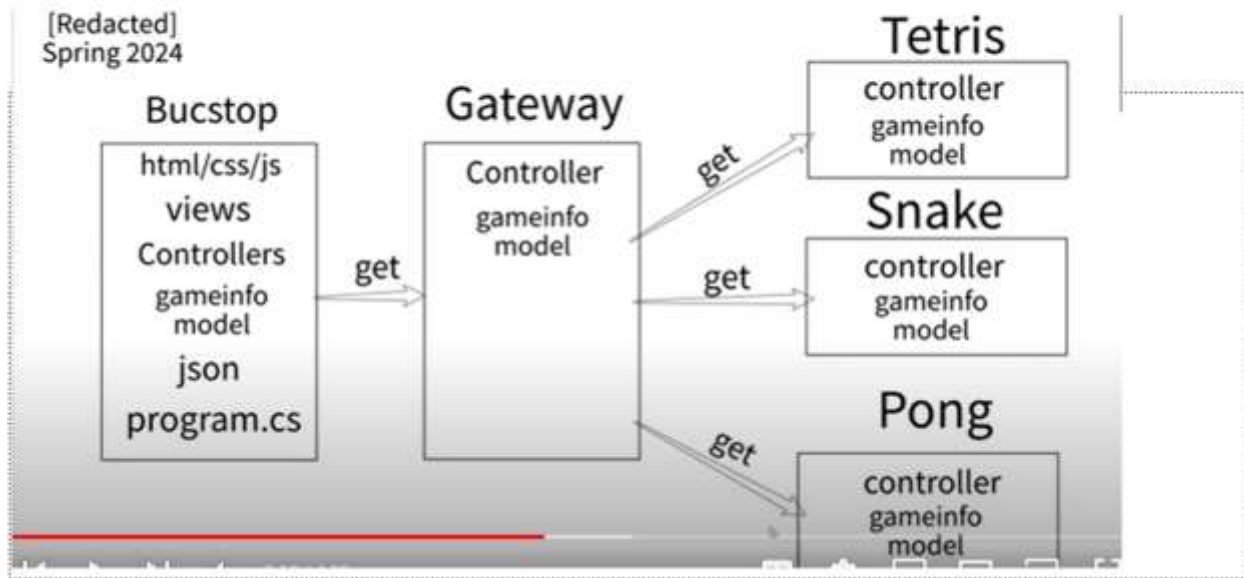 [Redacted]
Spring 2024
Bucstop
html/css/js
views
Controllers
gameinfo
model
json
program.cs
get
Gateway
Controller
gameinfo
model
get
get
get
Tetris
controller
gameinfo
model
Snake
controller
gameinfo
model
Pong
controller
gameinfo
model